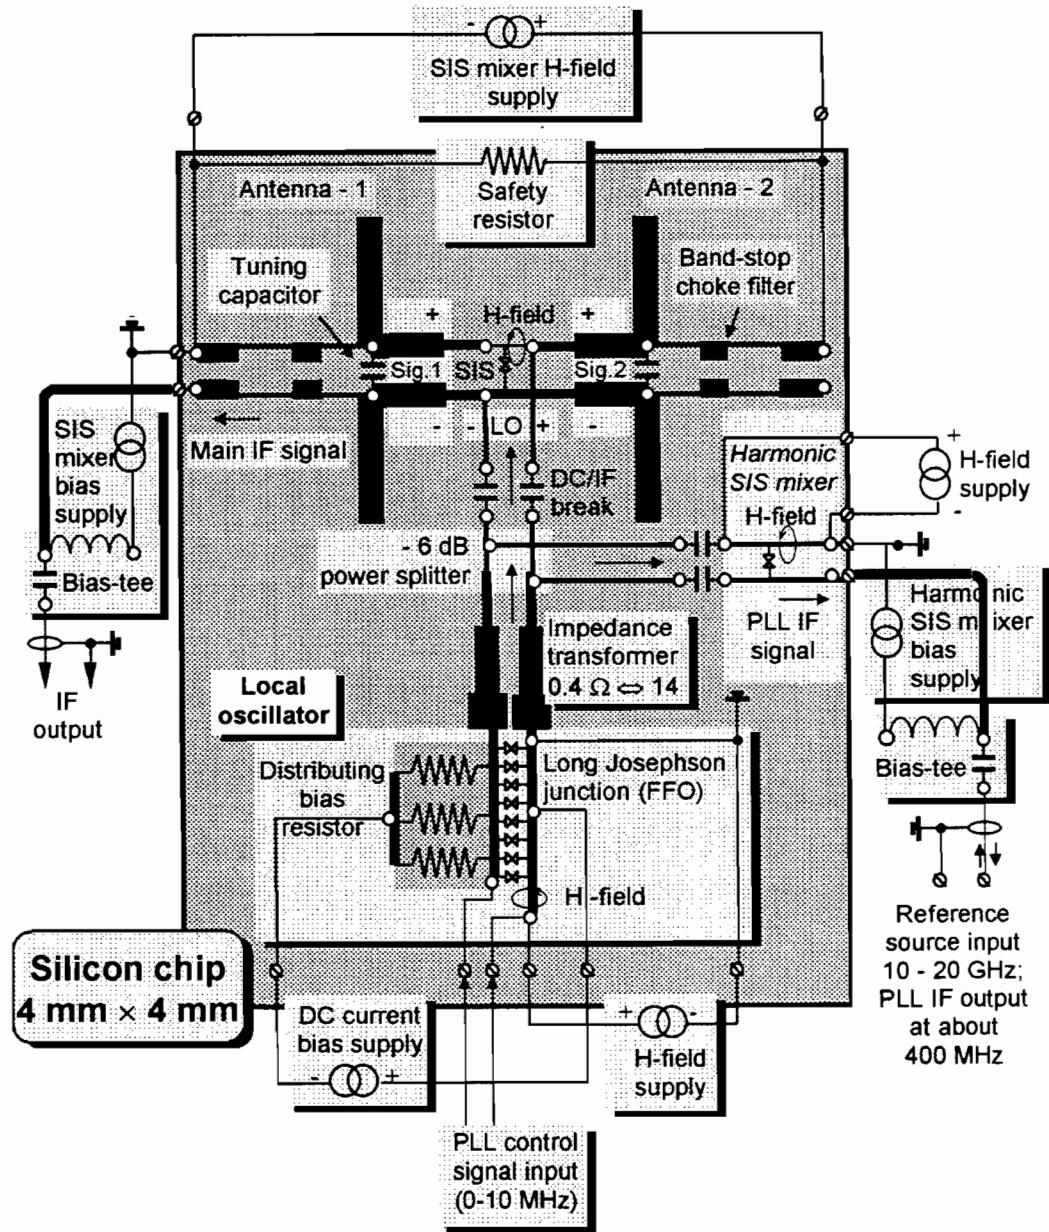 - +
SIS mixer H-field
supply
Antenna - 1
Safety
resistor
Antenna - 2
Tuning
capacitor
Band-stop
choke filter
+
H-field
+
Sig.1
SIS
Sig.2
- - LO + -
Main IF signal
SIS
mixer
bias
supply
Bias-tee
IF
output
DC/IF
break
Harmonic
SIS mixer
H-field
+
H-field
supply
-
- 6 dB
power splitter
PLL IF
signal
Harmonic
SIS mixer
bias
supply
Bias-tee
Impedance
transformer
0.4 Ω ⇔ 14
Local
oscillator
Distributing
bias
resistor
Long Josephson
junction (FFO)
H -field
Reference
source input
10 - 20 GHz;
PLL IF output
at about
400 MHz
Silicon chip
4 mm × 4 mm
DC current
bias supply
- +
+ -
H-field
supply
PLL control
signal input
(0-10 MHz)